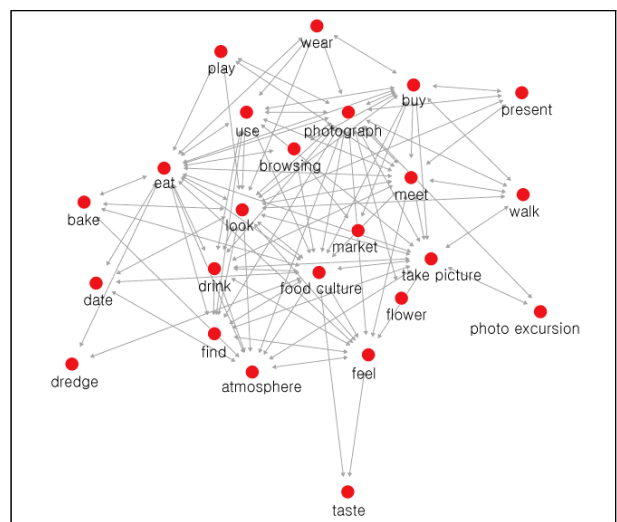 wear
play
buy
present
use
photograph
browsing
eat
meet
bake
look
walk
market
take picture
drink
food culture
date
flower
photo excursion
find
feel
dredge
atmosphere
taste